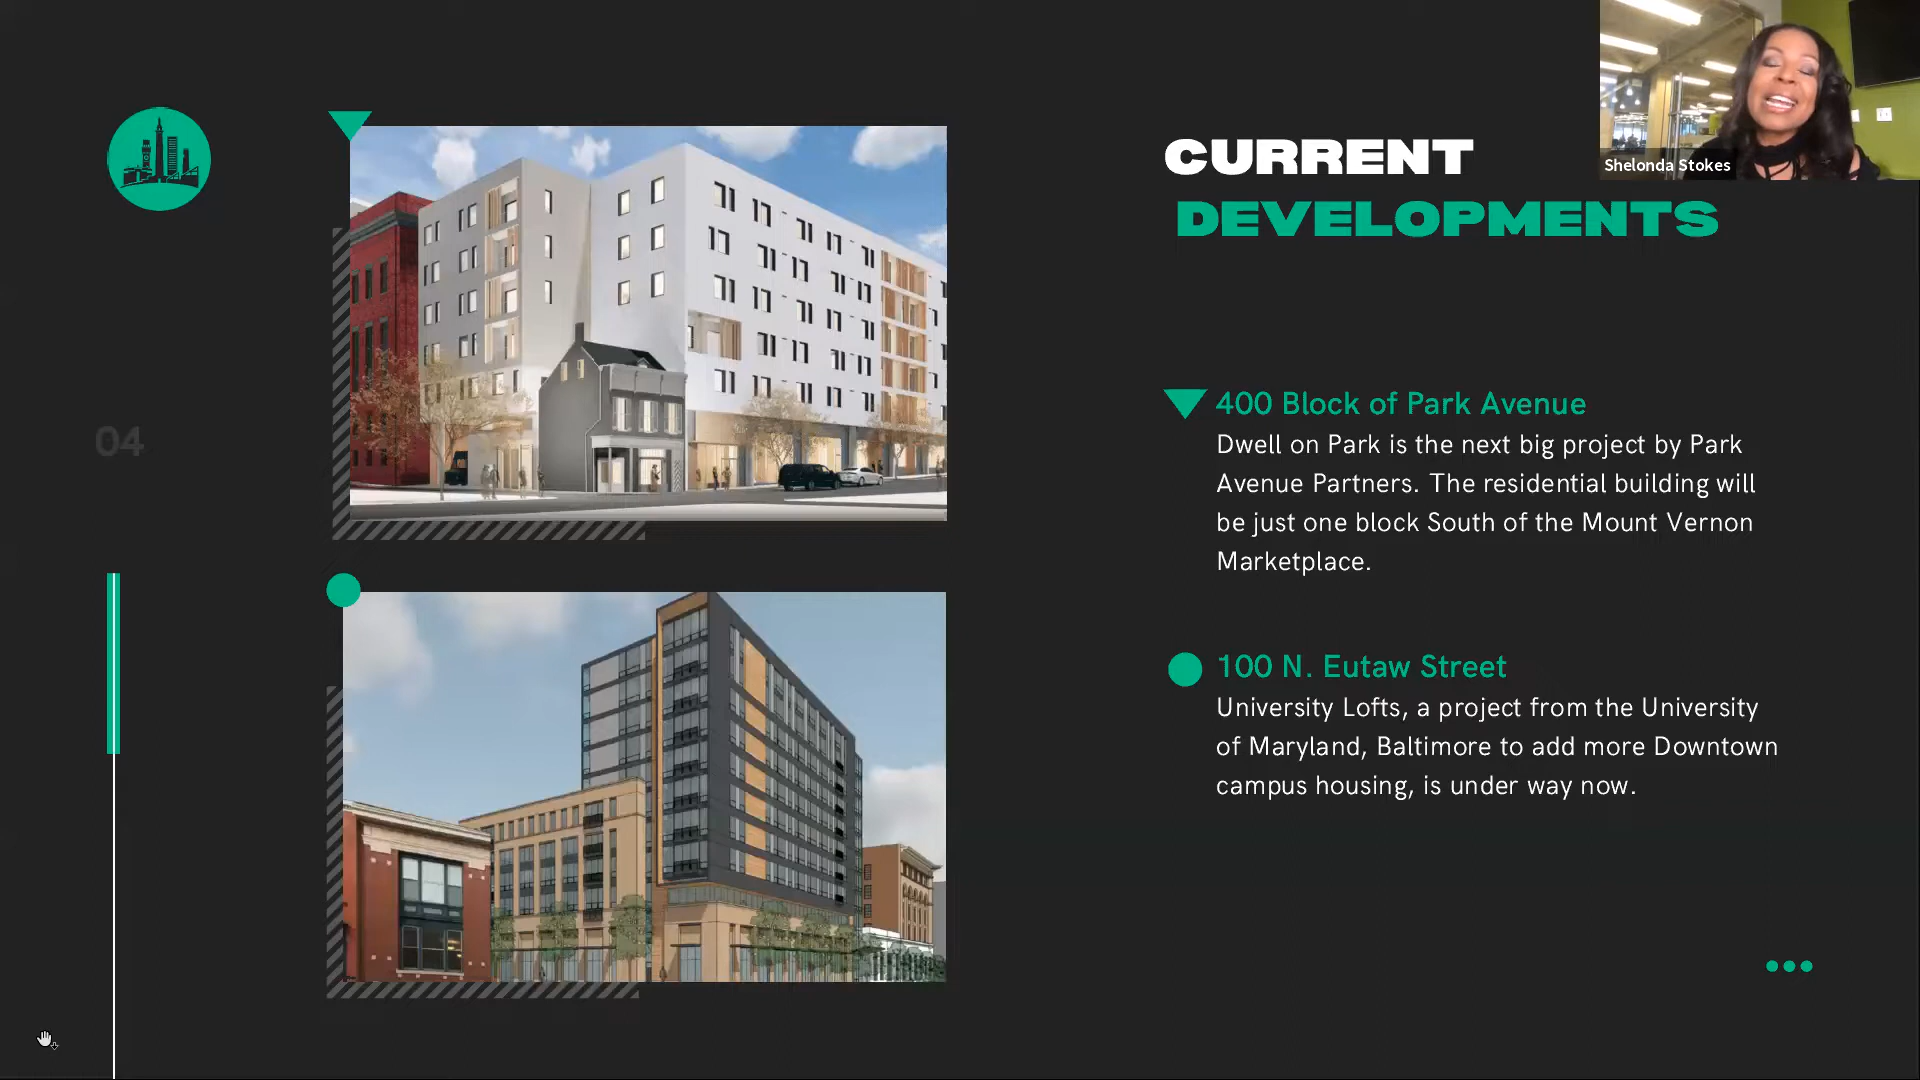 Shelonda Stokes
CURRENT
DEVELOPMENTS
04
400 Block of Park Avenue
Dwell on Park is the next big project by Park
Avenue Partners. The residential building will
be just one block South of the Mount Vernon
Marketplace.
100 N. Eutaw Street
University Lofts, a project from the University
of Maryland, Baltimore to add more Downtown
campus housing, is under way now.